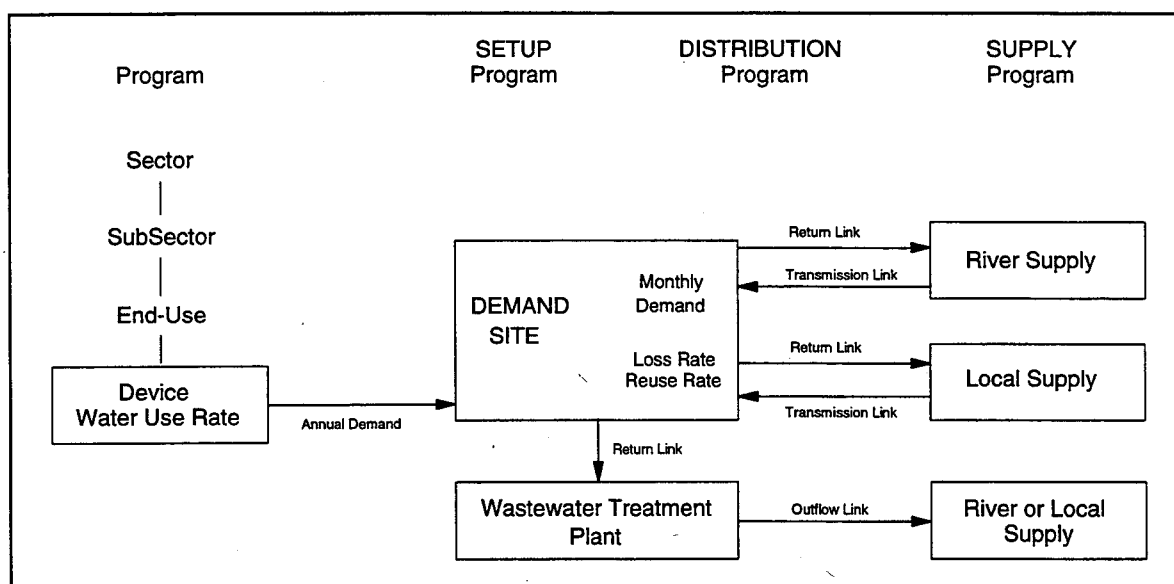 Program
SETUP
Program
DISTRIBUTION
Program
SUPPLY
Program
Sector
SubSector
End-Use
Device
Water Use Rate
Annual Demand
DEMAND
SITE
Monthly
Demand
Loss Rate
Reuse Rate
Return Link
Transmission Link
River Supply
Return Link
Transmission Link
Local Supply
Return Link
Wastewater Treatment
Plant
Outflow Link
River or Local
Supply